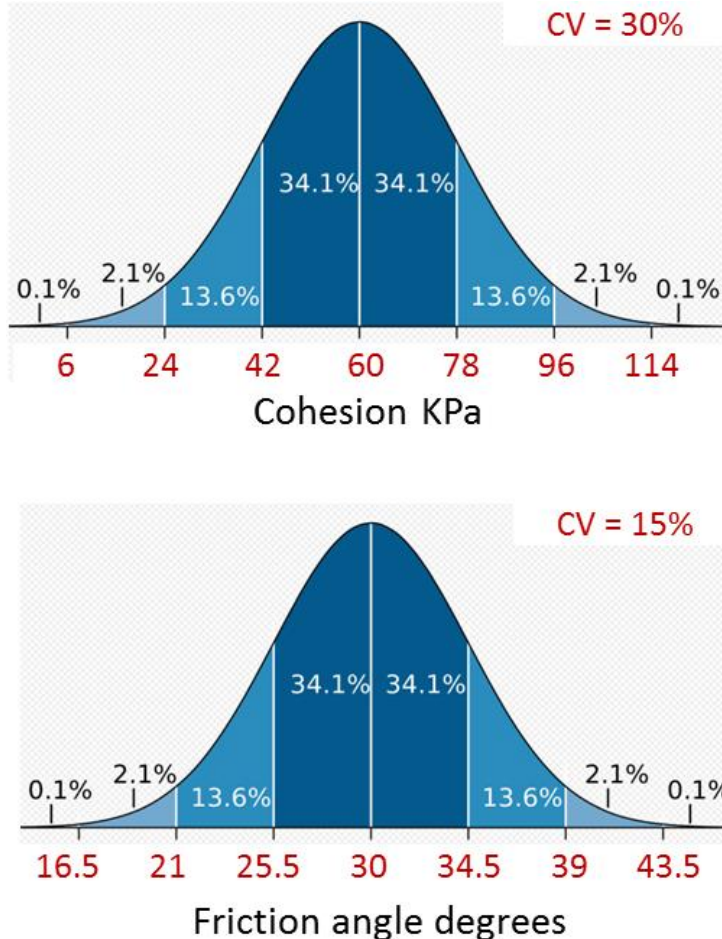 CV = 30%
34.1% 34.1%
0.1% 2.1% 13.6% 13.6% 2.1% 0.1%
6 24 42 60 78 96 114
Cohesion KPa
CV = 15%
34.1% 34.1%
0.1% 2.1% 13.6% 13.6% 2.1% 0.1%
16.5 21 25.5 30 34.5 39 43.5
Friction angle degrees